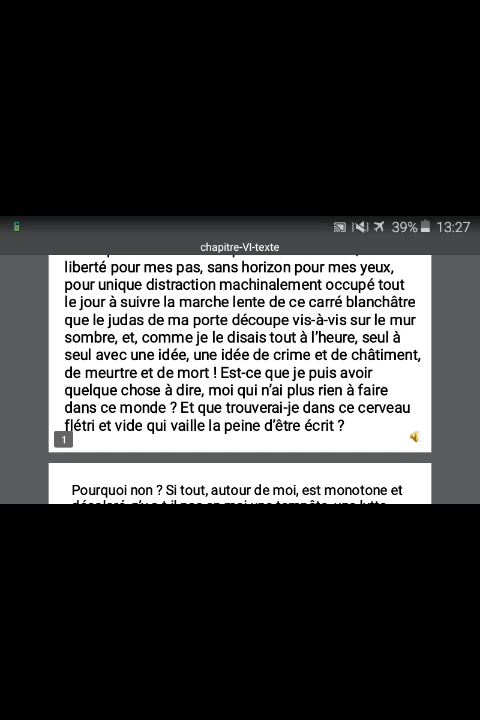 39% 13:27
chapitre-VI-texte
liberté pour mes pas, sans horizon pour mes yeux,
pour unique distraction machinalement occupé tout
le jour à suivre la marche lente de ce carré blanchâtre
que le judas de ma porte découpe vis-à-vis sur le mur
sombre, et, comme je le disais tout à l'heure, seul à
seul avec une idée, une idée de crime et de châtiment,
de meurtre et de mort ! Est-ce que je puis avoir
quelque chose à dire, moi qui n'ai plus rien à faire
dans ce monde ? Et que trouverai-je dans ce cerveau
flétri et vide qui vaille la peine d'être écrit ?
1
Pourquoi non ? Si tout, autour de moi, est monotone et